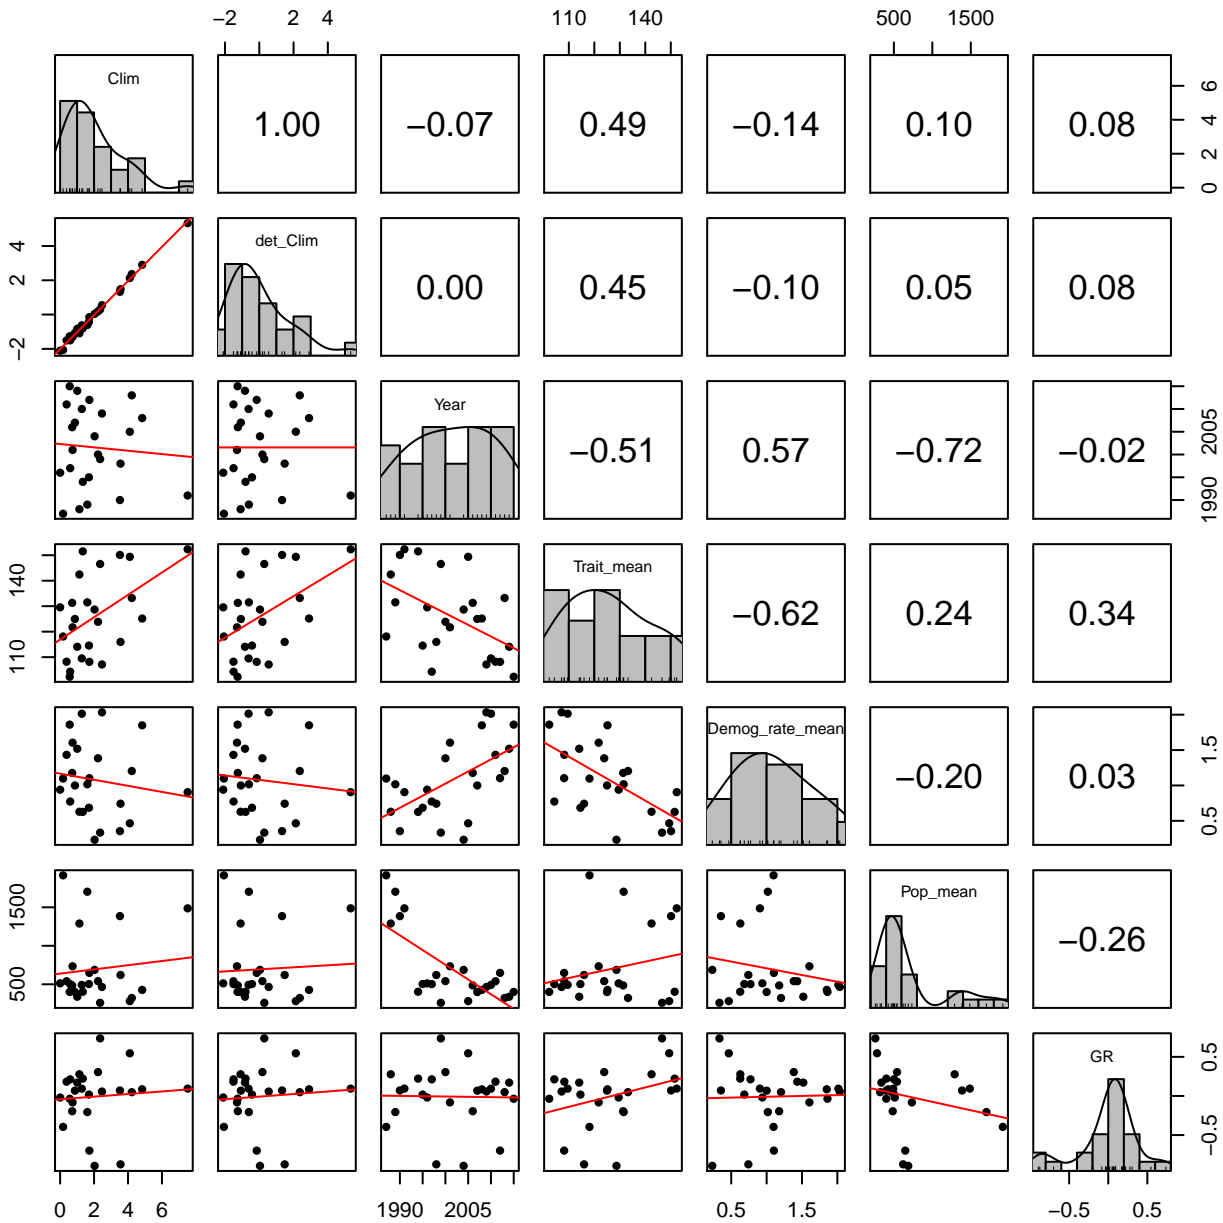 −2 2 4 110 140 500 1500
Clim 1.00 −0.07 0.49 −0.14 0.10 0.08 0 2 4 6
−2 2 4 det_Clim 0.00 0.45 −0.10 0.05 0.08
Year −0.51 0.57 −0.72 −0.02 1990 2005
110 140 Trait_mean −0.62 0.24 0.34
Demog_rate_mean −0.20 0.03 0.5 1.5
500 1500 Pop_mean −0.26
GR −0.5 0.5
0 2 4 6 1990 2005 0.5 1.5 −0.5 0.5